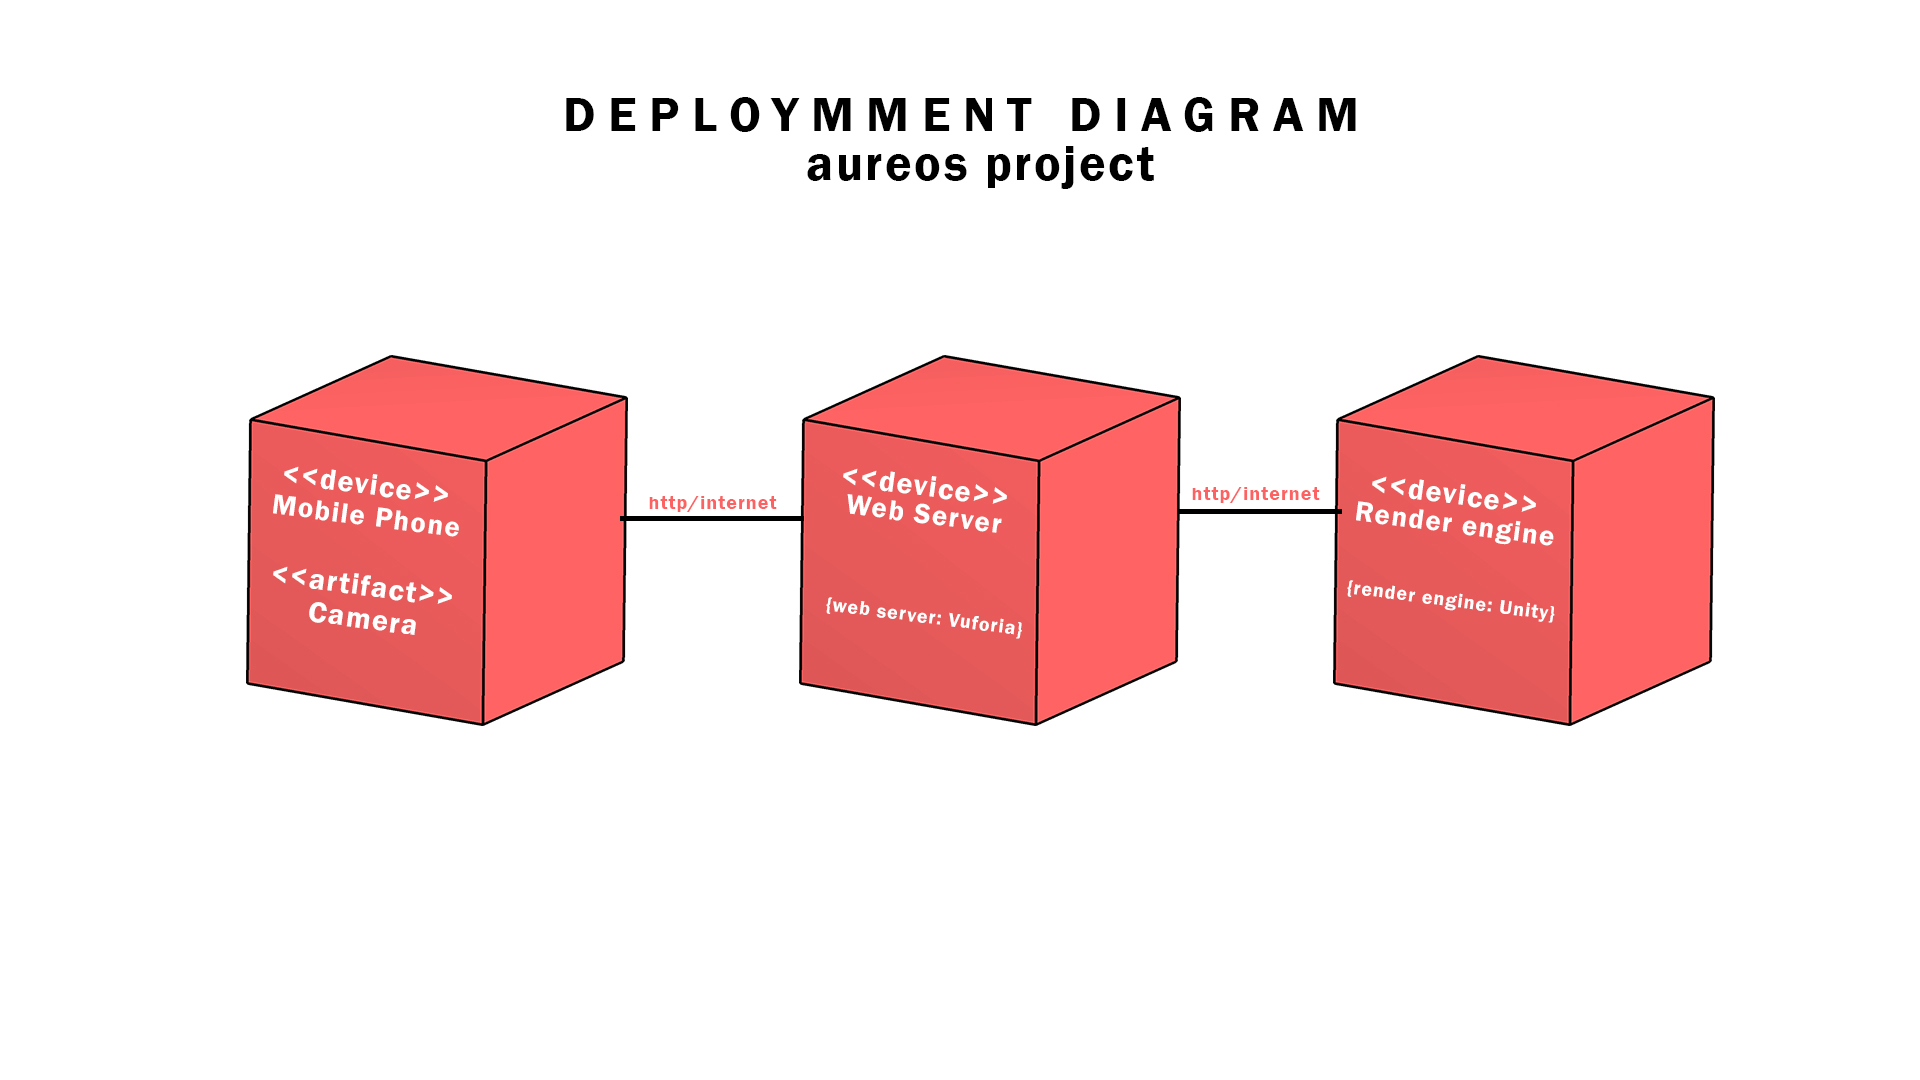 DEPLOYMMENT DIAGRAM
aureos project
<<device>>
Mobile Phone
<<artifact>>
Camera
http/internet
<<device>>
Web Server
{web server: Vuforia}
http/internet
<<device>>
Render engine
{render engine: Unity}